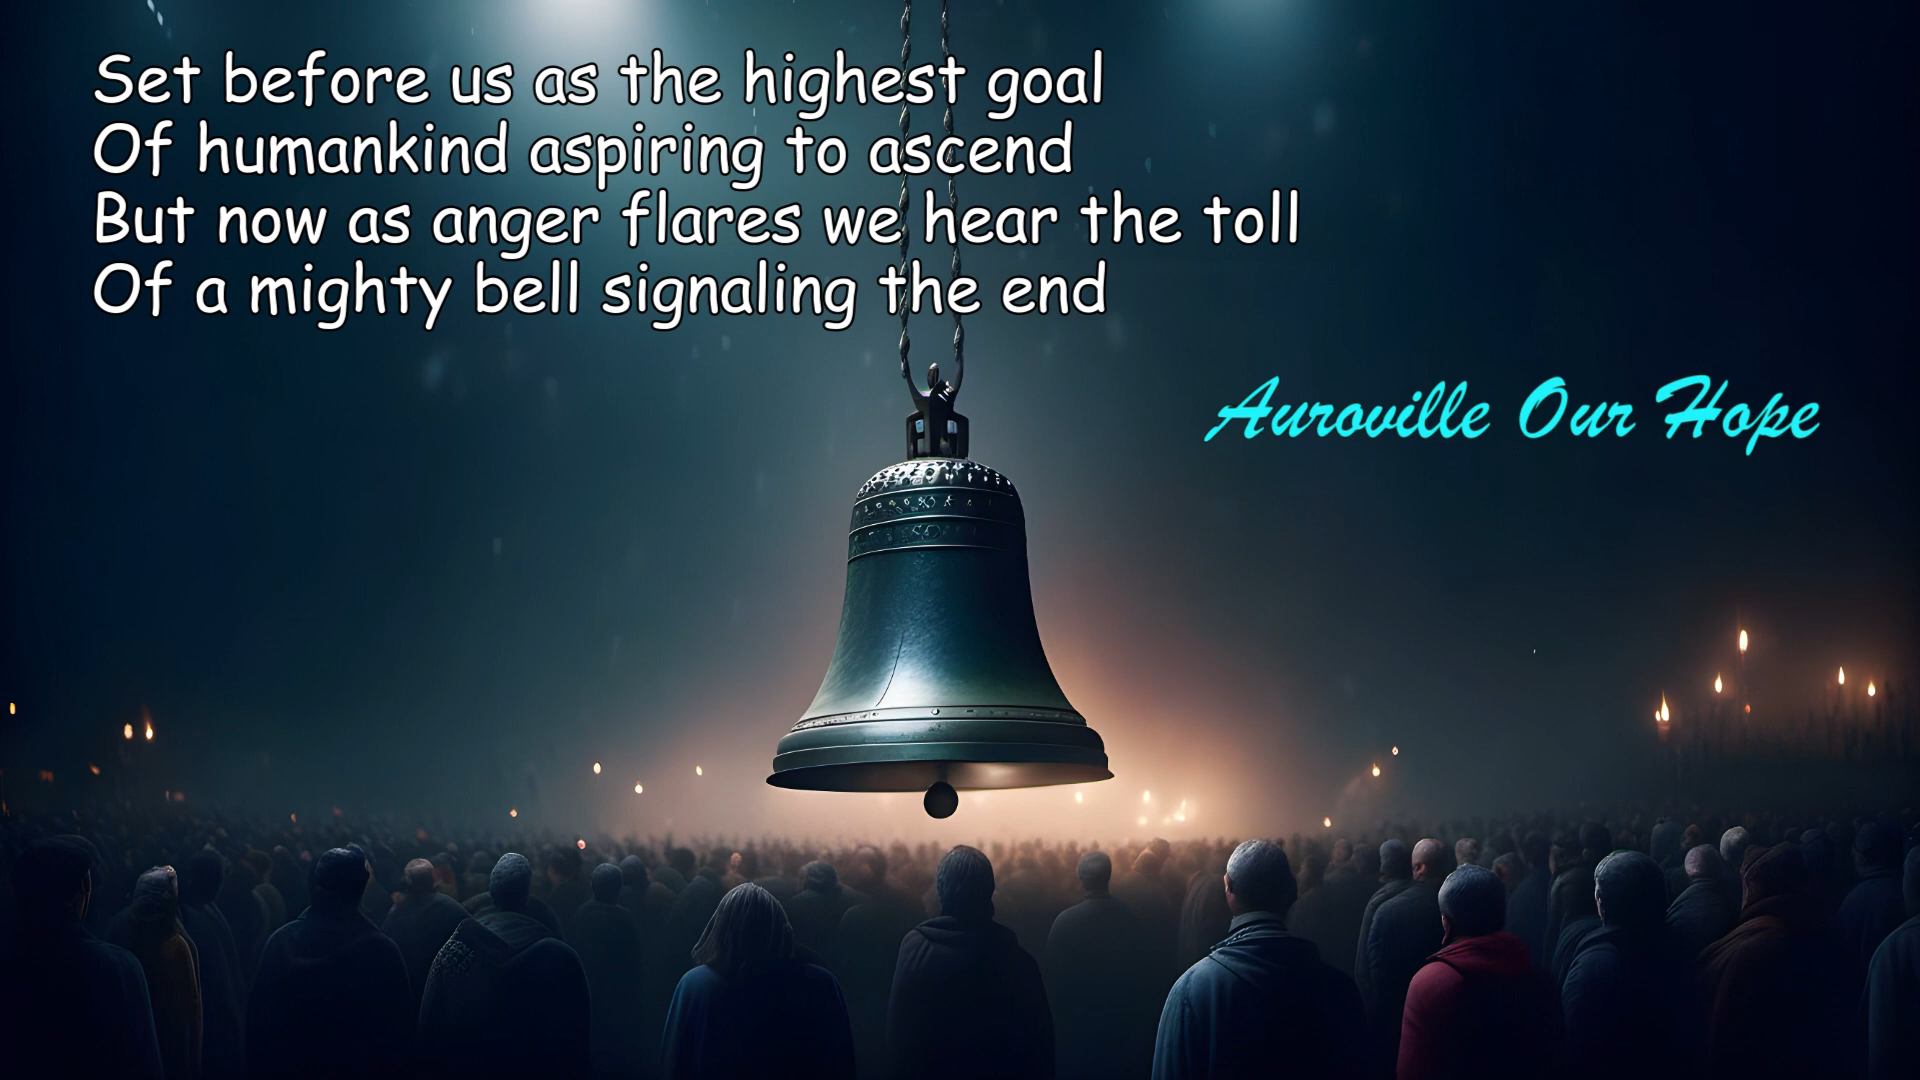 Set before us as the highest goal
Of humankind aspiring to ascend
But now as anger flares we hear the toll
Of a mighty bell signaling the end
Auroville Our Hope